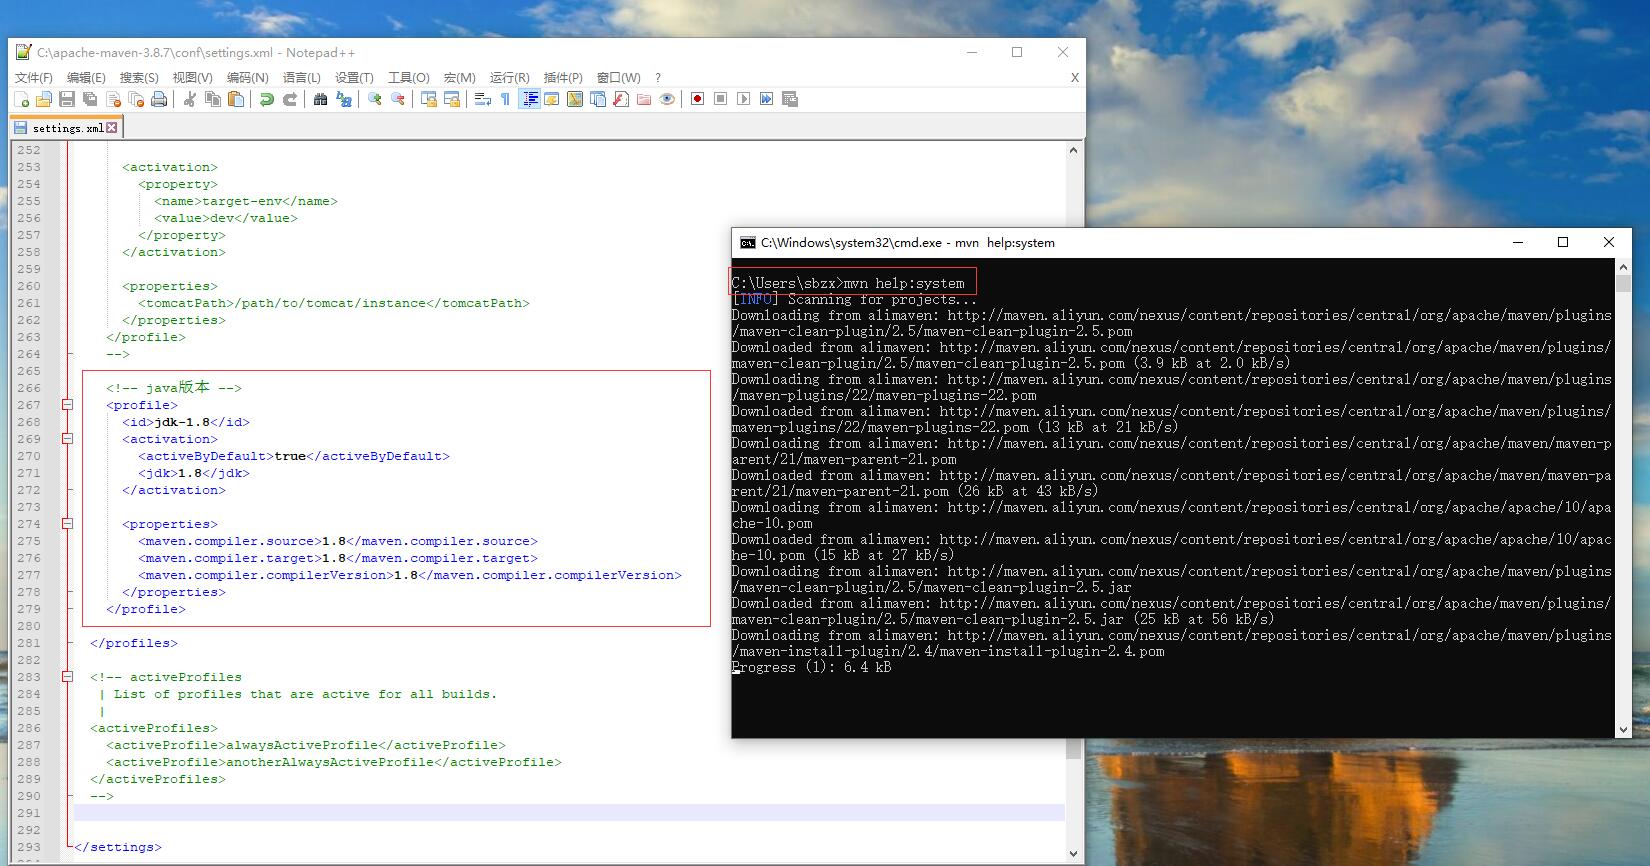 C:\apache-maven-3.8.7\conf\settings.xml - Notepad++
文件(F) 编辑(E) 搜索(S) 视图(V) 编码(N) 语言(L) 设置(T) 工具(O) 宏(M) 运行(R) 插件(P) 窗口(W) ? X
settings.xml
252
253 <activation>
254 <property>
255 <name>target-env</name>
256 <value>dev</value>
257 </property>
258 </activation>
259
260 <properties>
261 <tomcatPath>/path/to/tomcat/instance</tomcatPath>
262 </properties>
263 </profile>
264 -->
265
266 <!-- java版本 -->
267 <profile>
268 <id>jdk-1.8</id>
269 <activation>
270 <activeByDefault>true</activeByDefault>
271 <jdk>1.8</jdk>
272 </activation>
273
274 <properties>
275 <maven.compiler.source>1.8</maven.compiler.source>
276 <maven.compiler.target>1.8</maven.compiler.target>
277 <maven.compiler.compilerVersion>1.8</maven.compiler.compilerVersion>
278 </properties>
279 </profile>
280
281 </profiles>
282
283 <!-- activeProfiles
284 | List of profiles that are active for all builds.
285 |
286 <activeProfiles>
287 <activeProfile>alwaysActiveProfile</activeProfile>
288 <activeProfile>anotherAlwaysActiveProfile</activeProfile>
289 </activeProfiles>
290 -->
291
292
293 </settings>
C:\Windows\system32\cmd.exe - mvn help:system
C:\Users\sbzx>mvn help:system
[INFO] Scanning for projects...
Downloading from alimaven: http://maven.aliyun.com/nexus/content/repositories/central/org/apache/maven/plugins
/maven-clean-plugin/2.5/maven-clean-plugin-2.5.pom
Downloaded from alimaven: http://maven.aliyun.com/nexus/content/repositories/central/org/apache/maven/plugins/
maven-clean-plugin/2.5/maven-clean-plugin-2.5.pom (3.9 kB at 2.0 kB/s)
Downloading from alimaven: http://maven.aliyun.com/nexus/content/repositories/central/org/apache/maven/plugins
/maven-plugins/22/maven-plugins-22.pom
Downloaded from alimaven: http://maven.aliyun.com/nexus/content/repositories/central/org/apache/maven/plugins/
maven-plugins/22/maven-plugins-22.pom (13 kB at 21 kB/s)
Downloading from alimaven: http://maven.aliyun.com/nexus/content/repositories/central/org/apache/maven/maven-p
arent/21/maven-parent-21.pom
Downloaded from alimaven: http://maven.aliyun.com/nexus/content/repositories/central/org/apache/maven/maven-pa
rent/21/maven-parent-21.pom (26 kB at 43 kB/s)
Downloading from alimaven: http://maven.aliyun.com/nexus/content/repositories/central/org/apache/apache/10/apa
che-10.pom
Downloaded from alimaven: http://maven.aliyun.com/nexus/content/repositories/central/org/apache/apache/10/apac
he-10.pom (15 kB at 27 kB/s)
Downloading from alimaven: http://maven.aliyun.com/nexus/content/repositories/central/org/apache/maven/plugins
/maven-clean-plugin/2.5/maven-clean-plugin-2.5.jar
Downloaded from alimaven: http://maven.aliyun.com/nexus/content/repositories/central/org/apache/maven/plugins/
maven-clean-plugin/2.5/maven-clean-plugin-2.5.jar (25 kB at 56 kB/s)
Downloading from alimaven: http://maven.aliyun.com/nexus/content/repositories/central/org/apache/maven/plugins
/maven-install-plugin/2.4/maven-install-plugin-2.4.pom
Progress (1): 6.4 kB